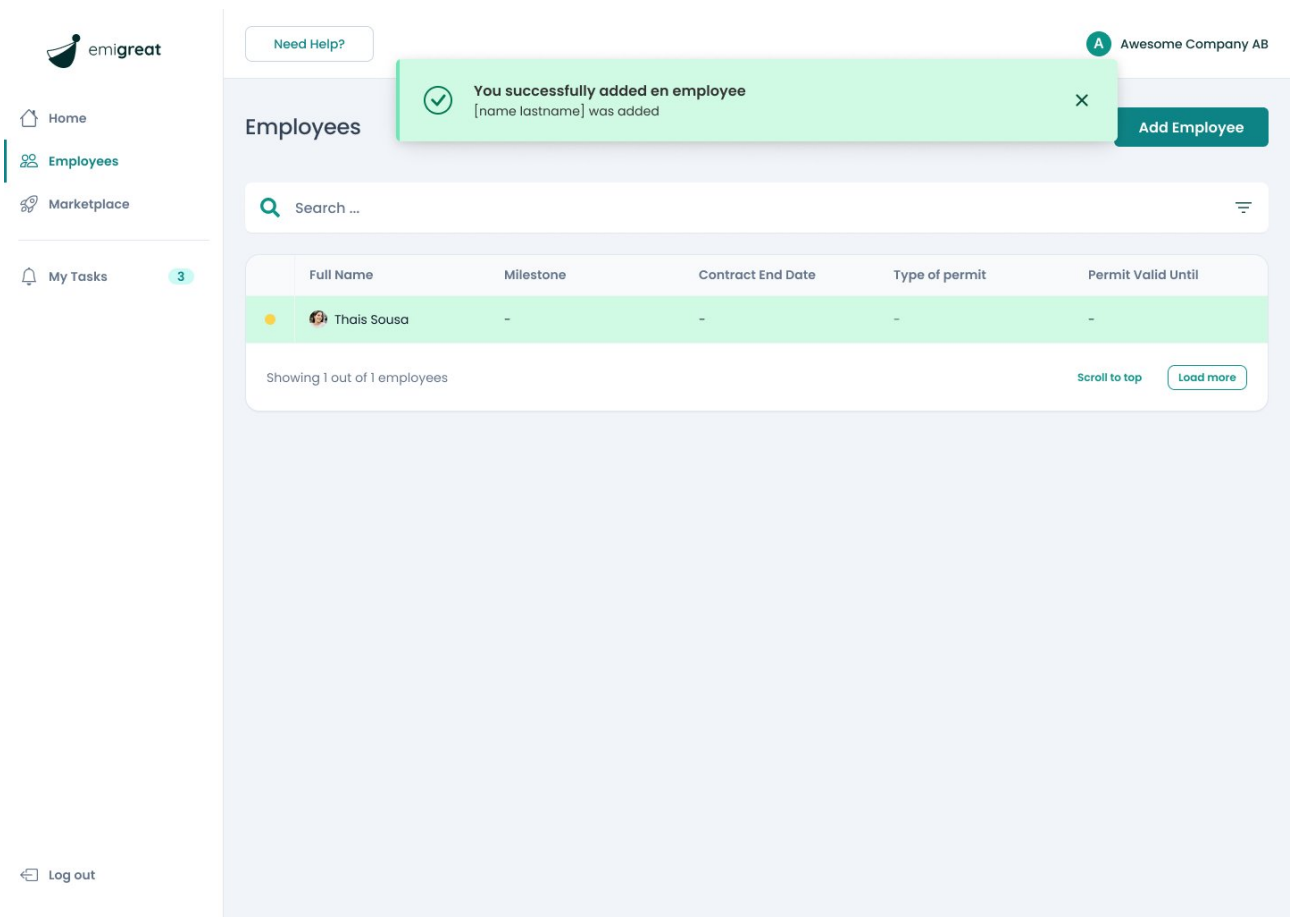 emigreat
Need Help?
A Awesome Company AB
You successfully added en employee
[name lastname] was added
Home
Employees
Marketplace
My Tasks 3
Employees
Add Employee
Search ...
Full Name Milestone Contract End Date Type of permit Permit Valid Until
Thais Sousa - - - -
Showing 1 out of 1 employees Scroll to top Load more
Log out